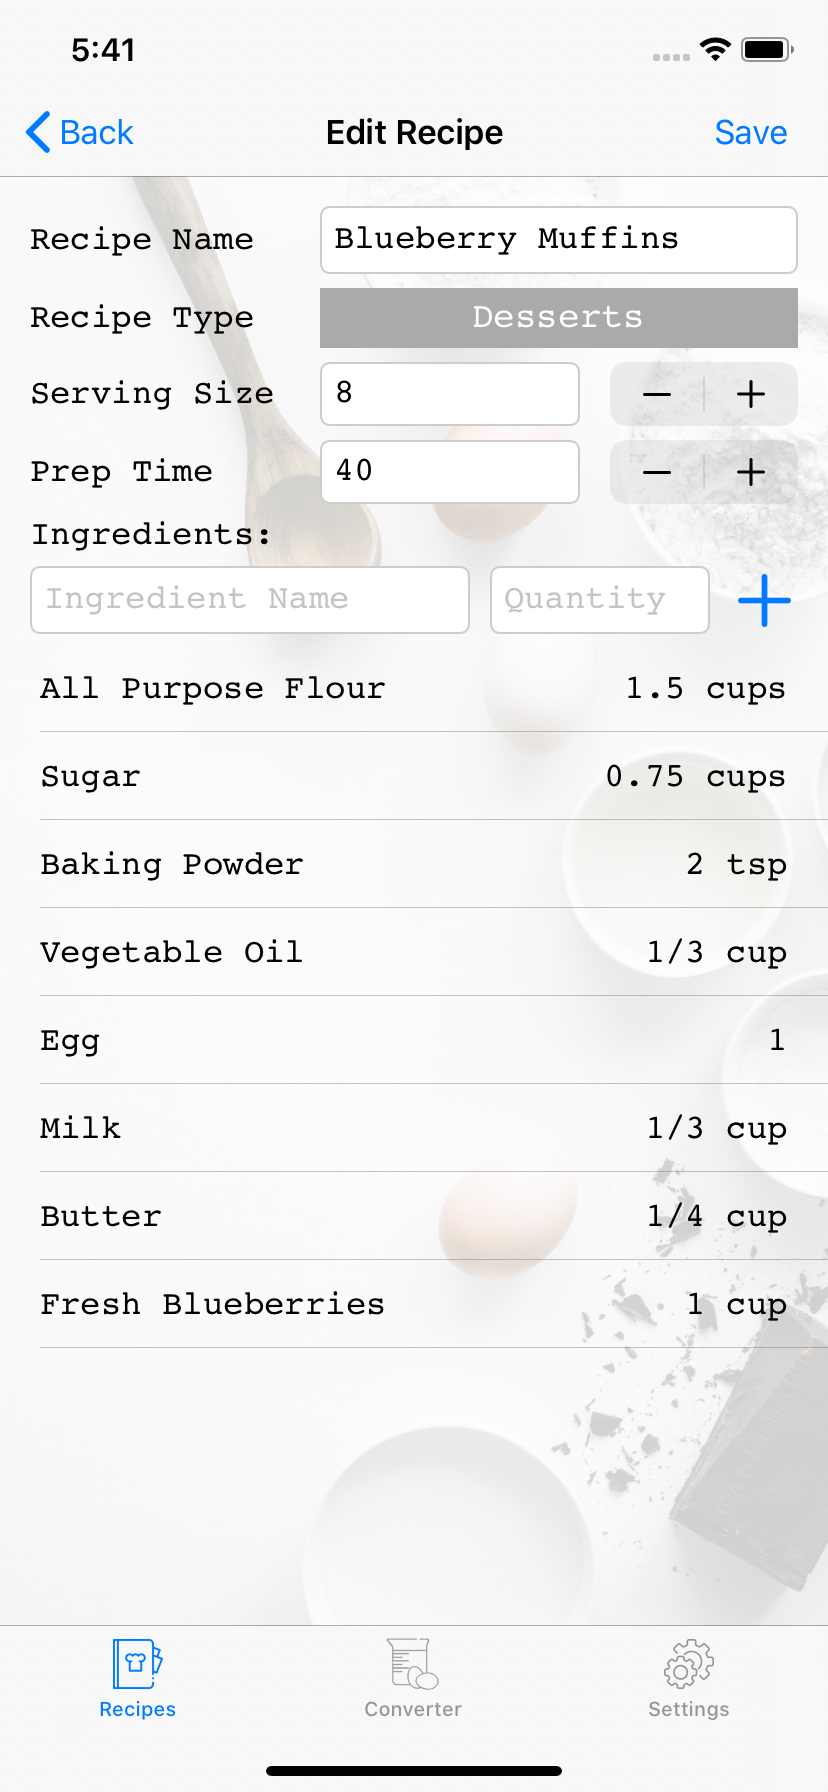 5:41
Back Edit Recipe Save
Recipe Name Blueberry Muffins
Recipe Type Desserts
Serving Size 8
Prep Time 40
Ingredients:
Ingredient Name Quantity
All Purpose Flour 1.5 cups
Sugar 0.75 cups
Baking Powder 2 tsp
Vegetable Oil 1/3 cup
Egg 1
Milk 1/3 cup
Butter 1/4 cup
Fresh Blueberries 1 cup
Recipes Converter Settings